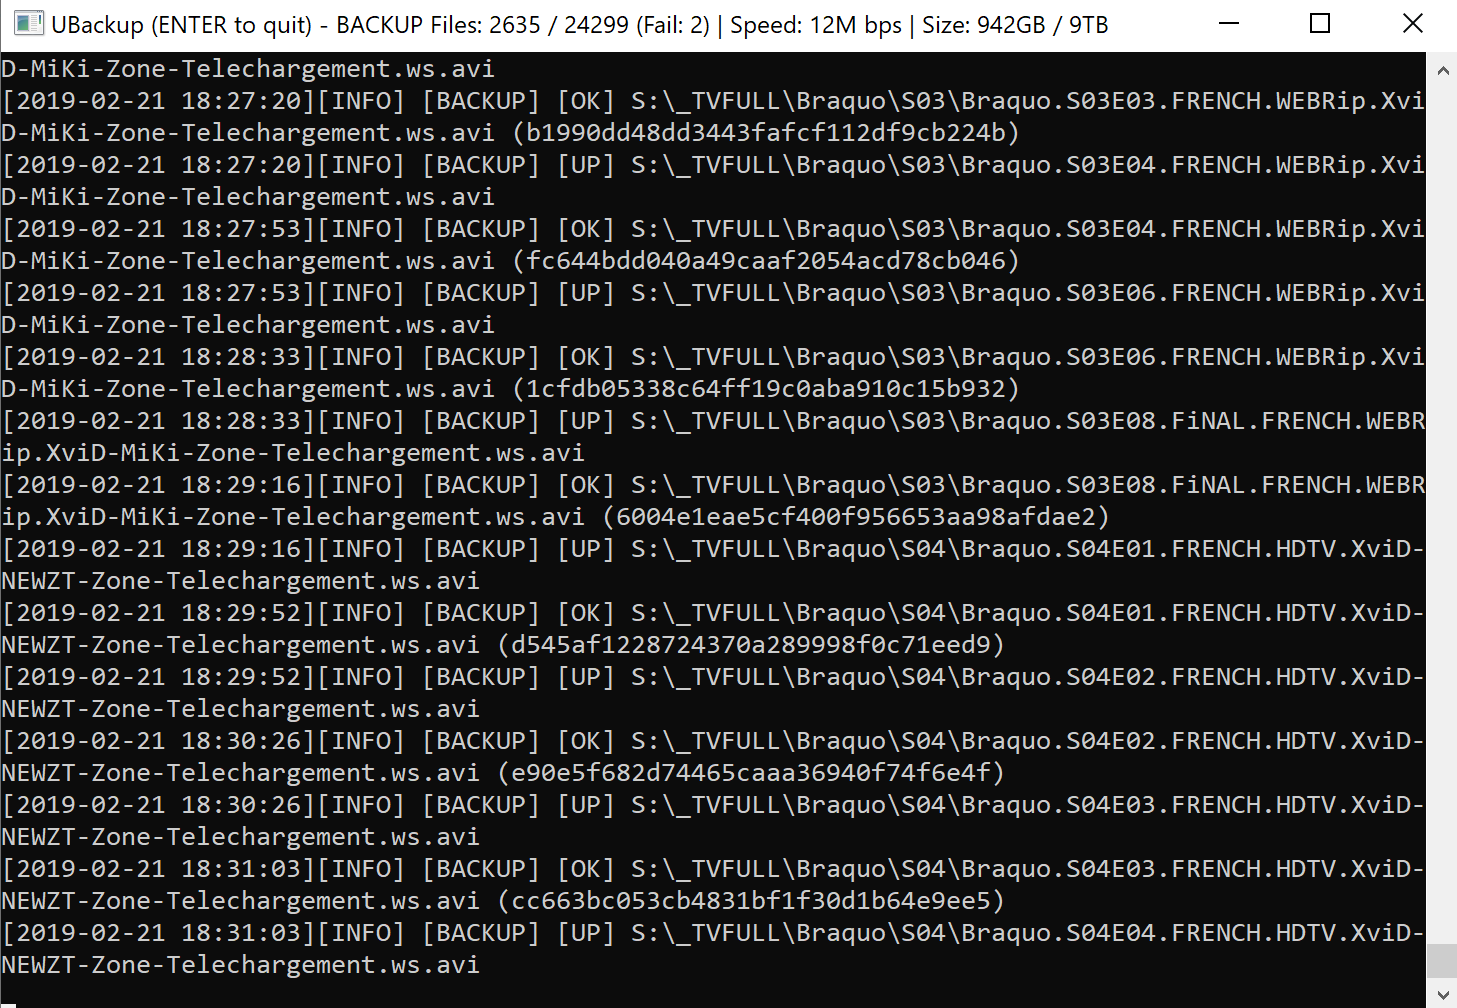 UBackup (ENTER to quit) - BACKUP Files: 2635 / 24299 (Fail: 2) | Speed: 12M bps | Size: 942GB / 9TB
D-MiKi-Zone-Telechargement.ws.avi
[2019-02-21 18:27:20][INFO] [BACKUP] [OK] S:\_TVFULL\Braquo\S03\Braquo.S03E03.FRENCH.WEBRip.Xvi
D-MiKi-Zone-Telechargement.ws.avi (b1990dd48dd3443fafcf112df9cb224b)
[2019-02-21 18:27:20][INFO] [BACKUP] [UP] S:\_TVFULL\Braquo\S03\Braquo.S03E04.FRENCH.WEBRip.Xvi
D-MiKi-Zone-Telechargement.ws.avi
[2019-02-21 18:27:53][INFO] [BACKUP] [OK] S:\_TVFULL\Braquo\S03\Braquo.S03E04.FRENCH.WEBRip.Xvi
D-MiKi-Zone-Telechargement.ws.avi (fc644bdd040a49caaf2054acd78cb046)
[2019-02-21 18:27:53][INFO] [BACKUP] [UP] S:\_TVFULL\Braquo\S03\Braquo.S03E06.FRENCH.WEBRip.Xvi
D-MiKi-Zone-Telechargement.ws.avi
[2019-02-21 18:28:33][INFO] [BACKUP] [OK] S:\_TVFULL\Braquo\S03\Braquo.S03E06.FRENCH.WEBRip.Xvi
D-MiKi-Zone-Telechargement.ws.avi (1cfdb05338c64ff19c0aba910c15b932)
[2019-02-21 18:28:33][INFO] [BACKUP] [UP] S:\_TVFULL\Braquo\S03\Braquo.S03E08.FiNAL.FRENCH.WEBR
ip.XviD-MiKi-Zone-Telechargement.ws.avi
[2019-02-21 18:29:16][INFO] [BACKUP] [OK] S:\_TVFULL\Braquo\S03\Braquo.S03E08.FiNAL.FRENCH.WEBR
ip.XviD-MiKi-Zone-Telechargement.ws.avi (6004e1eae5cf400f956653aa98afdae2)
[2019-02-21 18:29:16][INFO] [BACKUP] [UP] S:\_TVFULL\Braquo\S04\Braquo.S04E01.FRENCH.HDTV.XviD-
NEWZT-Zone-Telechargement.ws.avi
[2019-02-21 18:29:52][INFO] [BACKUP] [OK] S:\_TVFULL\Braquo\S04\Braquo.S04E01.FRENCH.HDTV.XviD-
NEWZT-Zone-Telechargement.ws.avi (d545af1228724370a289998f0c71eed9)
[2019-02-21 18:29:52][INFO] [BACKUP] [UP] S:\_TVFULL\Braquo\S04\Braquo.S04E02.FRENCH.HDTV.XviD-
NEWZT-Zone-Telechargement.ws.avi
[2019-02-21 18:30:26][INFO] [BACKUP] [OK] S:\_TVFULL\Braquo\S04\Braquo.S04E02.FRENCH.HDTV.XviD-
NEWZT-Zone-Telechargement.ws.avi (e90e5f682d74465caaa36940f74f6e4f)
[2019-02-21 18:30:26][INFO] [BACKUP] [UP] S:\_TVFULL\Braquo\S04\Braquo.S04E03.FRENCH.HDTV.XviD-
NEWZT-Zone-Telechargement.ws.avi
[2019-02-21 18:31:03][INFO] [BACKUP] [OK] S:\_TVFULL\Braquo\S04\Braquo.S04E03.FRENCH.HDTV.XviD-
NEWZT-Zone-Telechargement.ws.avi (cc663bc053cb4831bf1f30d1b64e9ee5)
[2019-02-21 18:31:03][INFO] [BACKUP] [UP] S:\_TVFULL\Braquo\S04\Braquo.S04E04.FRENCH.HDTV.XviD-
NEWZT-Zone-Telechargement.ws.avi